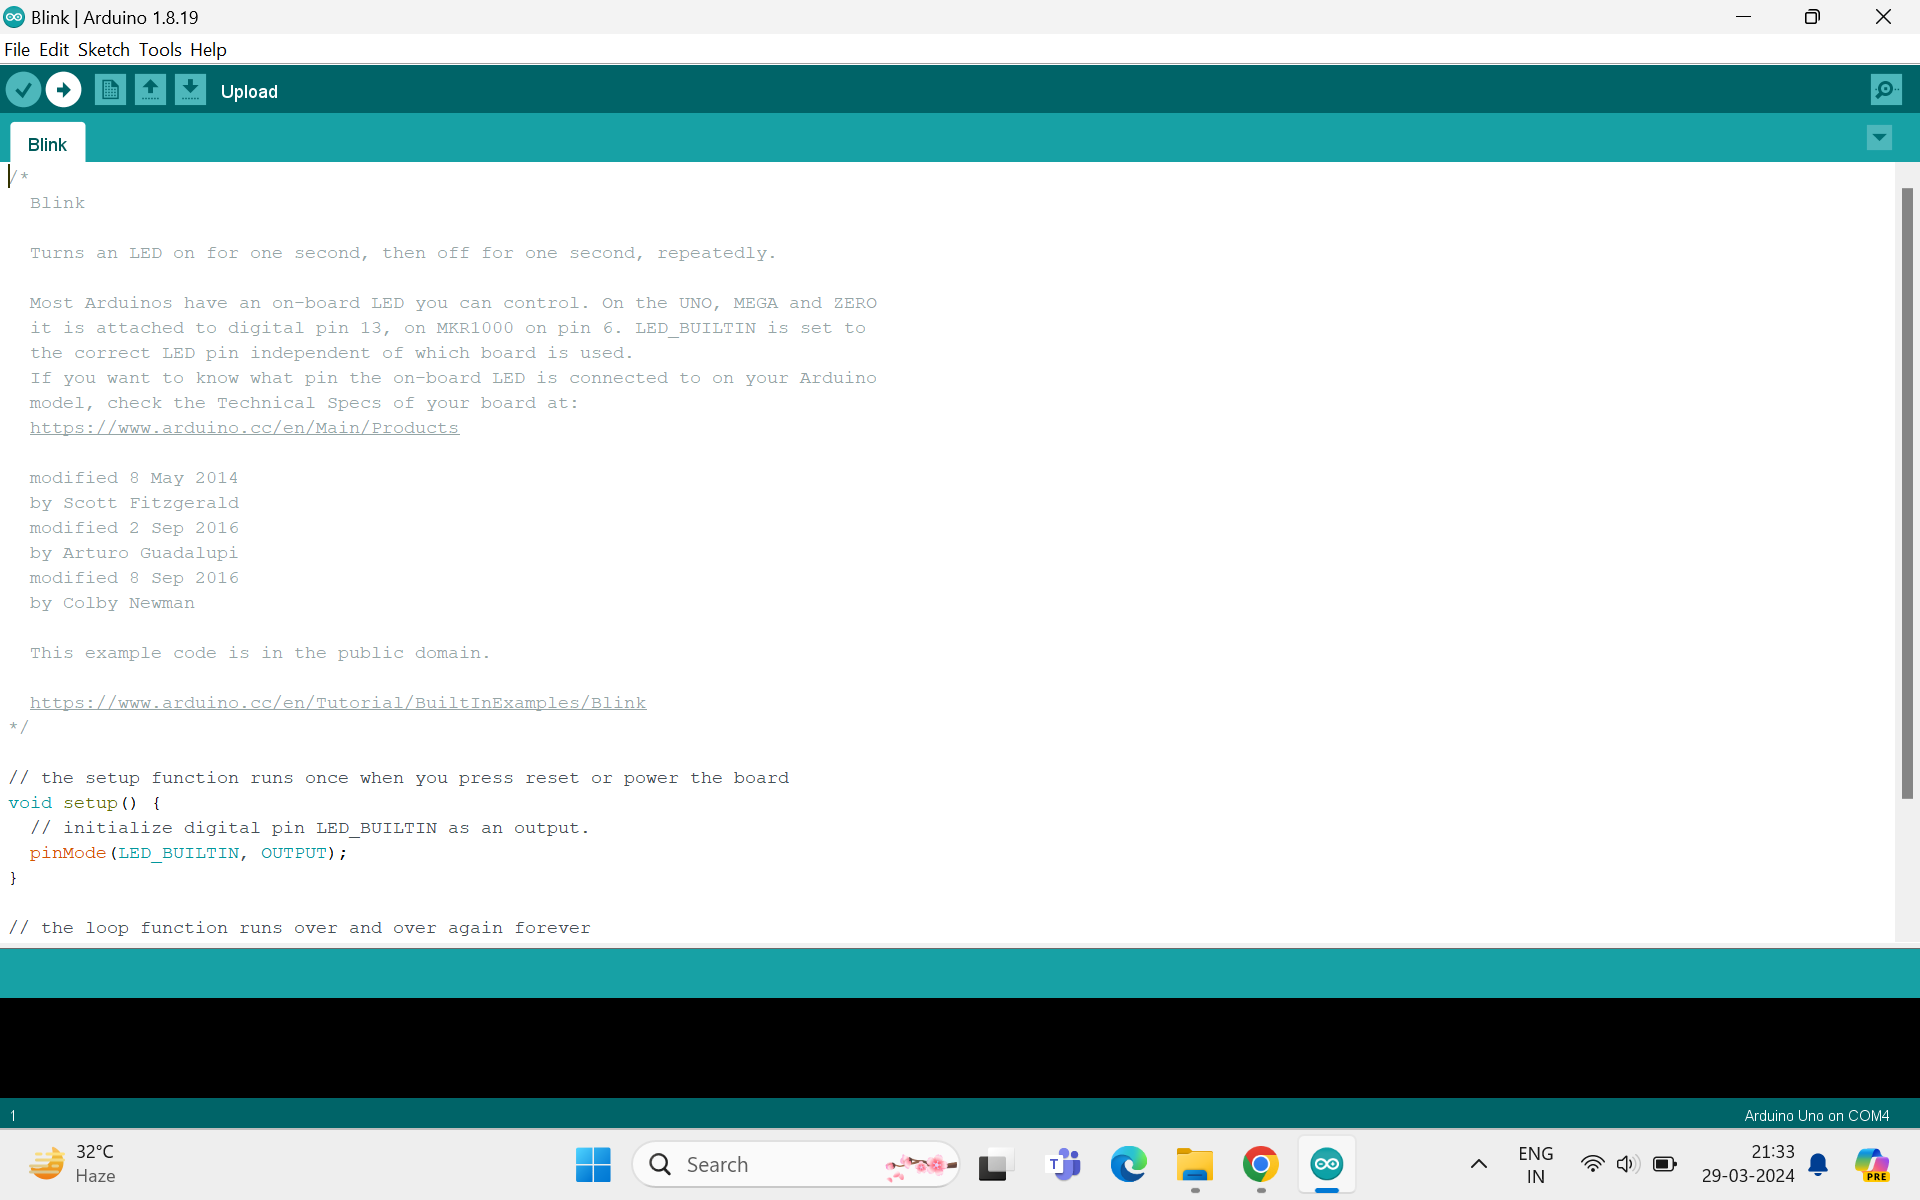 Blink | Arduino 1.8.19
File Edit Sketch Tools Help
Upload
Blink
/*
Blink
Turns an LED on for one second, then off for one second, repeatedly.
Most Arduinos have an on-board LED you can control. On the UNO, MEGA and ZERO
it is attached to digital pin 13, on MKR1000 on pin 6. LED_BUILTIN is set to
the correct LED pin independent of which board is used.
If you want to know what pin the on-board LED is connected to on your Arduino
model, check the Technical Specs of your board at:
https://www.arduino.cc/en/Main/Products
modified 8 May 2014
by Scott Fitzgerald
modified 2 Sep 2016
by Arturo Guadalupi
modified 8 Sep 2016
by Colby Newman
This example code is in the public domain.
https://www.arduino.cc/en/Tutorial/BuiltInExamples/Blink
*/
// the setup function runs once when you press reset or power the board
void setup() {
// initialize digital pin LED_BUILTIN as an output.
pinMode(LED_BUILTIN, OUTPUT);
}
// the loop function runs over and over again forever
1
Arduino Uno on COM4
32°C
Haze
Search
T
ENG
IN
21:33
29-03-2024
PRE